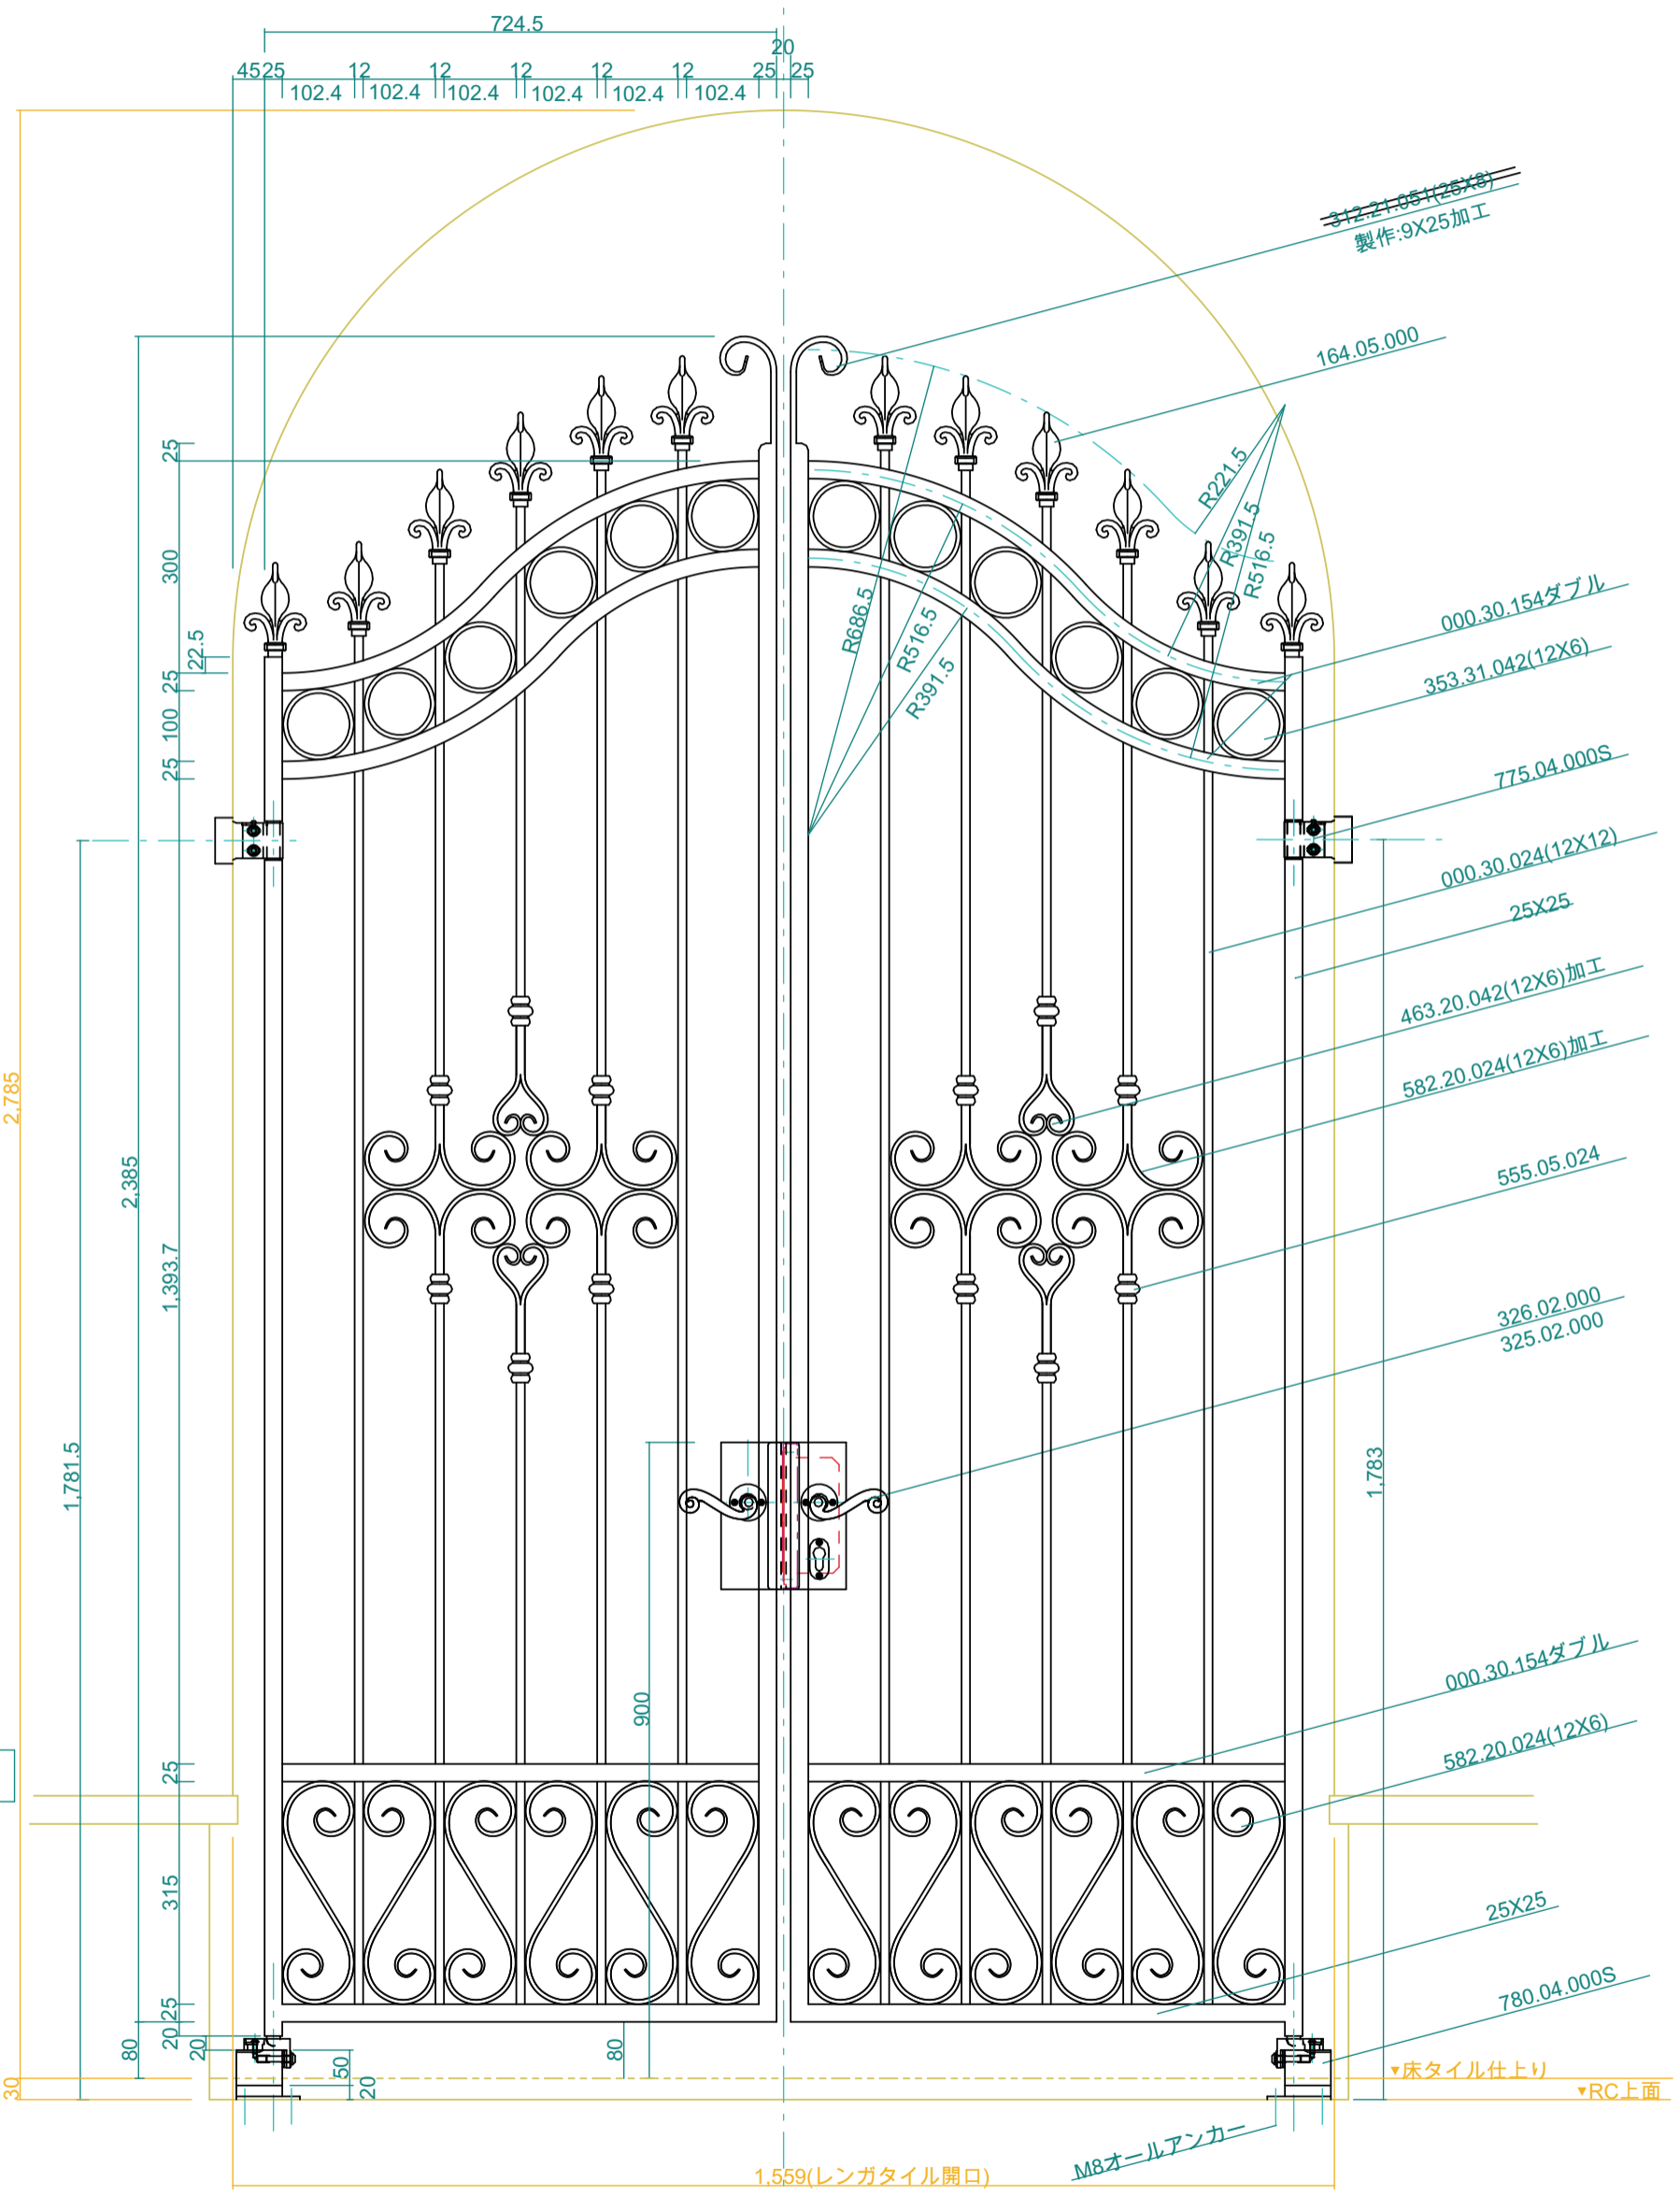 724.5
20
45
25
12
12
12
12
12
25
25
102.4
102.4
102.4
102.4
102.4
102.4
312.21.051(25X8)
製作:9X25加工
164.05.000
25
300
22.5
25
100
25
R221.5
R391.5
R516.5
R686.5
R516.5
R391.5
000.30.154ダブル
353.31.042(12X6)
775.04.000S
000.30.024(12X12)
25X25
463.20.042(12X6)加工
582.20.024(12X6)加工
555.05.024
326.02.000
325.02.000
2,785
2,385
1,393.7
1,781.5
1,783
900
000.30.154ダブル
582.20.024(12X6)
25
315
25
20
20
80
30
50
20
80
25X25
780.04.000S
▼床タイル仕上り
▼RC上面
M8オールアンカー
1,559(レンガタイル開口)